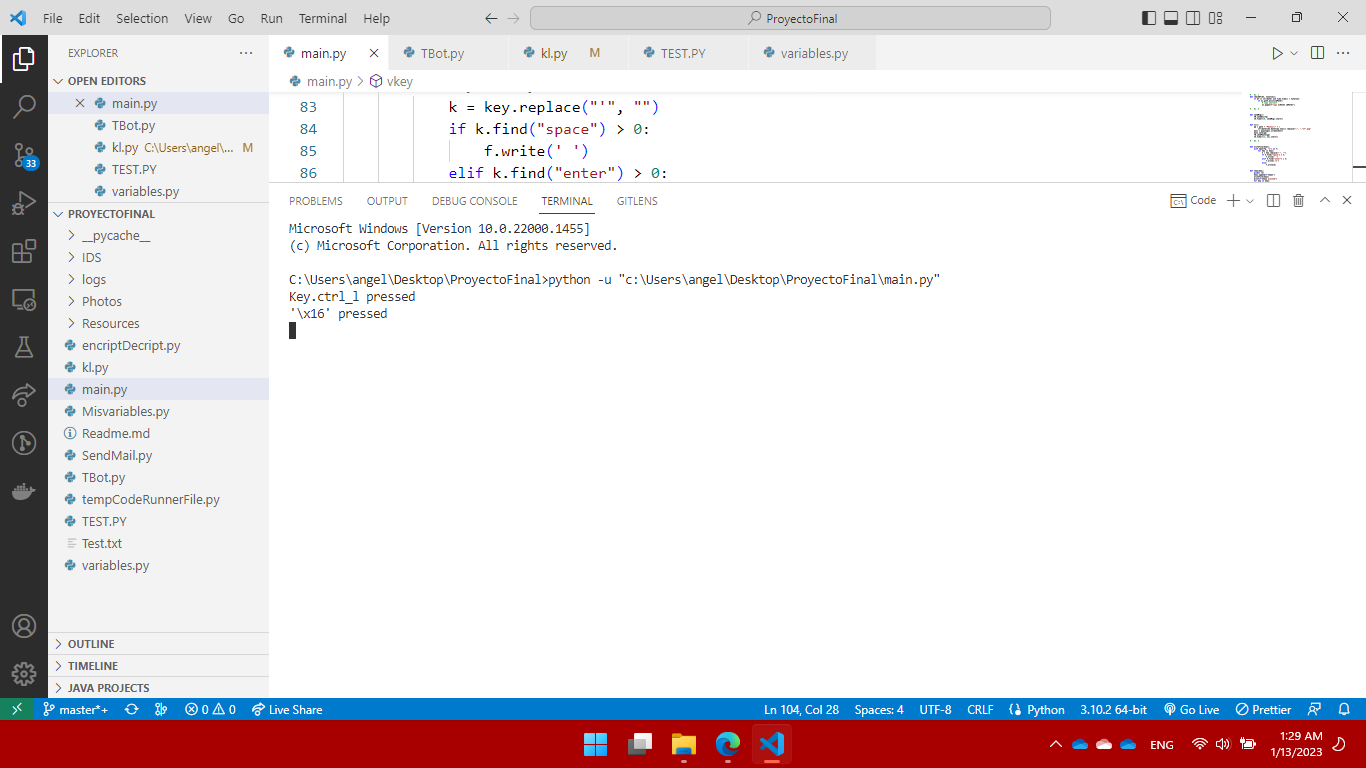 File Edit Selection View Go Run Terminal Help
ProyectoFinal
EXPLORER
OPEN EDITORS
main.py
TBot.py
kl.py C:\Users\angel\... M
TEST.PY
variables.py
PROYECTOFINAL
__pycache__
IDS
logs
Photos
Resources
encriptDecript.py
kl.py
main.py
Misvariables.py
Readme.md
SendMail.py
TBot.py
tempCodeRunnerFile.py
TEST.PY
Test.txt
variables.py
OUTLINE
TIMELINE
JAVA PROJECTS
33
main.py TBot.py kl.py M TEST.PY variables.py
main.py > vkey
83 k = key.replace("'", "")
84 if k.find("space") > 0:
85 f.write(' ')
86 elif k.find("enter") > 0:
PROBLEMS OUTPUT DEBUG CONSOLE TERMINAL GITLENS
Code
Microsoft Windows [Version 10.0.22000.1455]
(c) Microsoft Corporation. All rights reserved.
C:\Users\angel\Desktop\ProyectoFinal>python -u "c:\Users\angel\Desktop\ProyectoFinal\main.py"
Key.ctrl_l pressed
'\x16' pressed
master*+ 0 0 Live Share Ln 104, Col 28 Spaces: 4 UTF-8 CRLF Python 3.10.2 64-bit Go Live Prettier
ENG
1:29 AM
1/13/2023